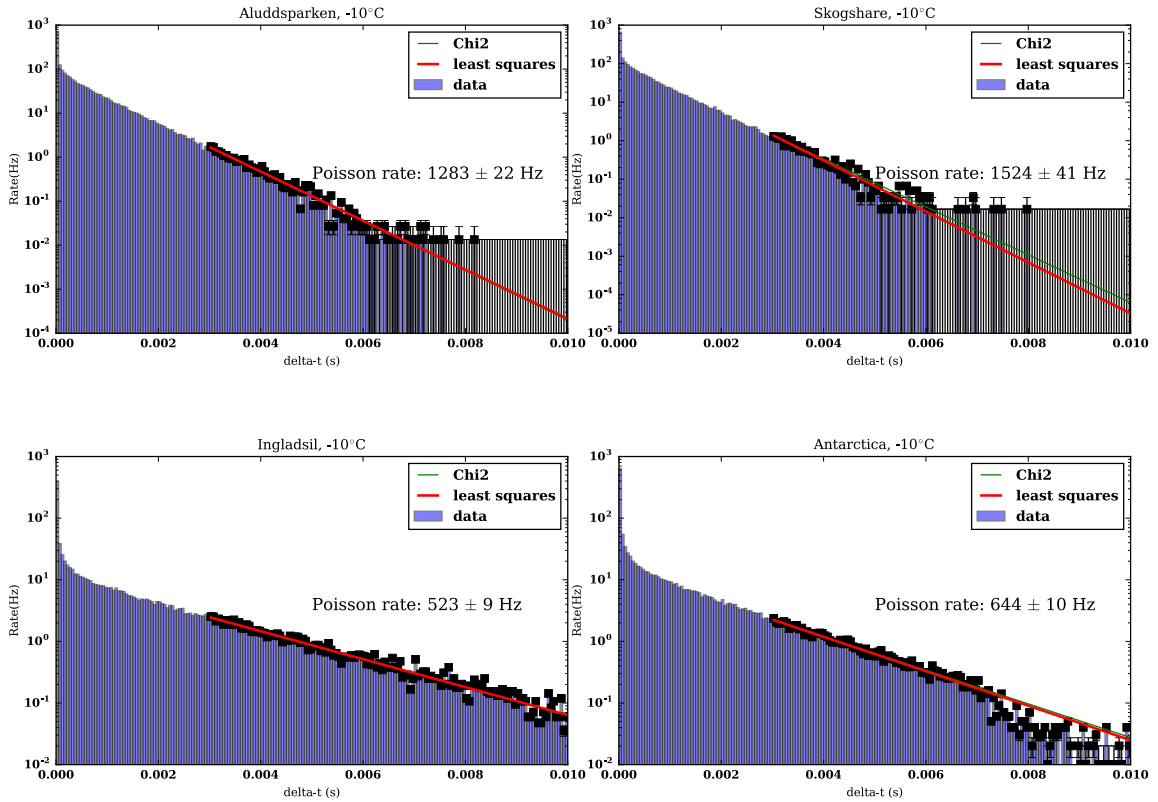 Aluddsparken, -10°C
Rate(Hz)
10³
10²
10¹
10⁰
10⁻¹
10⁻²
10⁻³
10⁻⁴
Chi2
least squares
data
Poisson rate: 1283 ± 22 Hz
0.000 0.002 0.004 0.006 0.008 0.010
delta-t (s)
Skogshare, -10°C
Rate(Hz)
10³
10²
10¹
10⁰
10⁻¹
10⁻²
10⁻³
10⁻⁴
10⁻⁵
Chi2
least squares
data
Poisson rate: 1524 ± 41 Hz
0.000 0.002 0.004 0.006 0.008 0.010
delta-t (s)
Ingladsil, -10°C
Rate(Hz)
10³
10²
10¹
10⁰
10⁻¹
10⁻²
Chi2
least squares
data
Poisson rate: 523 ± 9 Hz
0.000 0.002 0.004 0.006 0.008 0.010
delta-t (s)
Antarctica, -10°C
Rate(Hz)
10³
10²
10¹
10⁰
10⁻¹
10⁻²
Chi2
least squares
data
Poisson rate: 644 ± 10 Hz
0.000 0.002 0.004 0.006 0.008 0.010
delta-t (s)